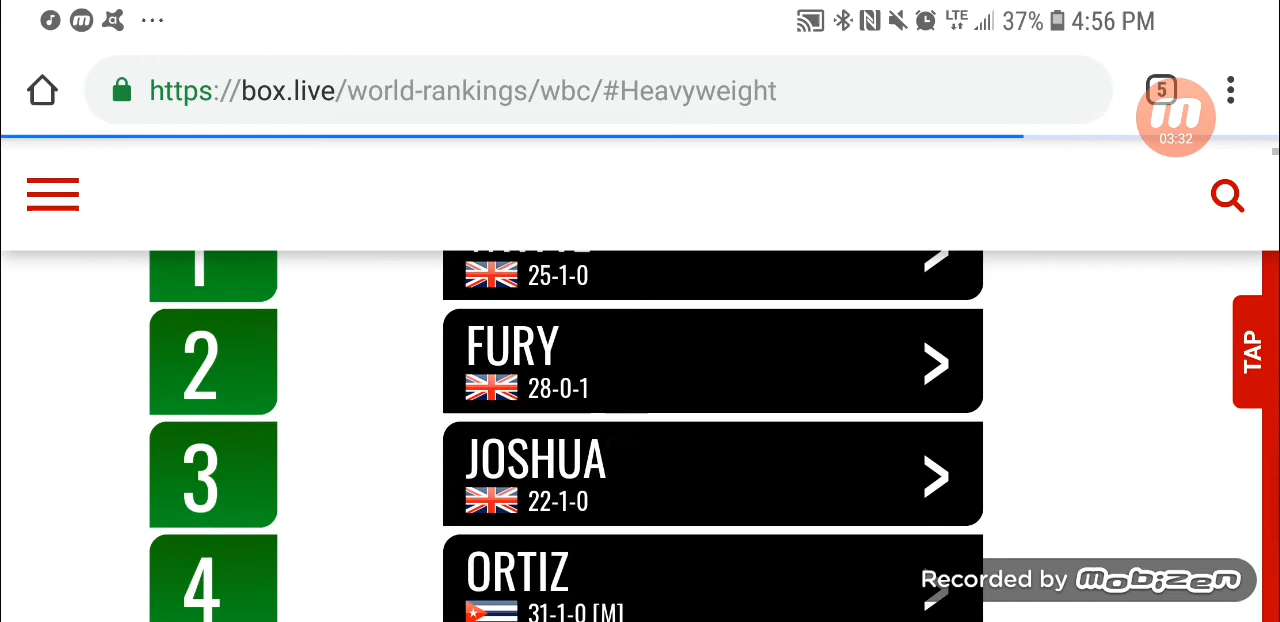 LTE 37% 4:56 PM
https://box.live/world-rankings/wbc/#Heavyweight
5
03:32
1
25-1-0
2
FURY
28-0-1
TAP
3
JOSHUA
22-1-0
4
ORTIZ
31-1-0 [M]
Recorded by mobizen